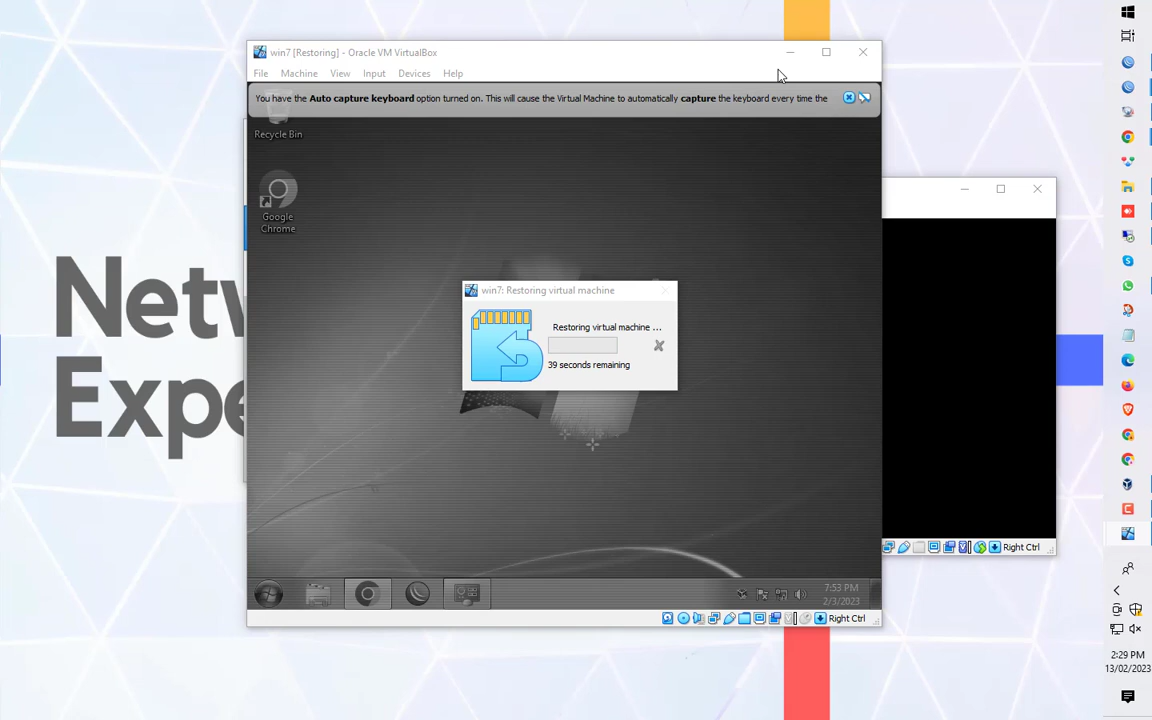 win7 [Restoring] - Oracle VM VirtualBox
File Machine View Input Devices Help
You have the Auto capture keyboard option turned on. This will cause the Virtual Machine to automatically capture the keyboard every time the
Recycle Bin
Google
Chrome
Netw
Expe
win7: Restoring virtual machine
Restoring virtual machine ...
39 seconds remaining
Right Ctrl
7:53 PM
2/3/2023
Right Ctrl
2:29 PM
13/02/2023